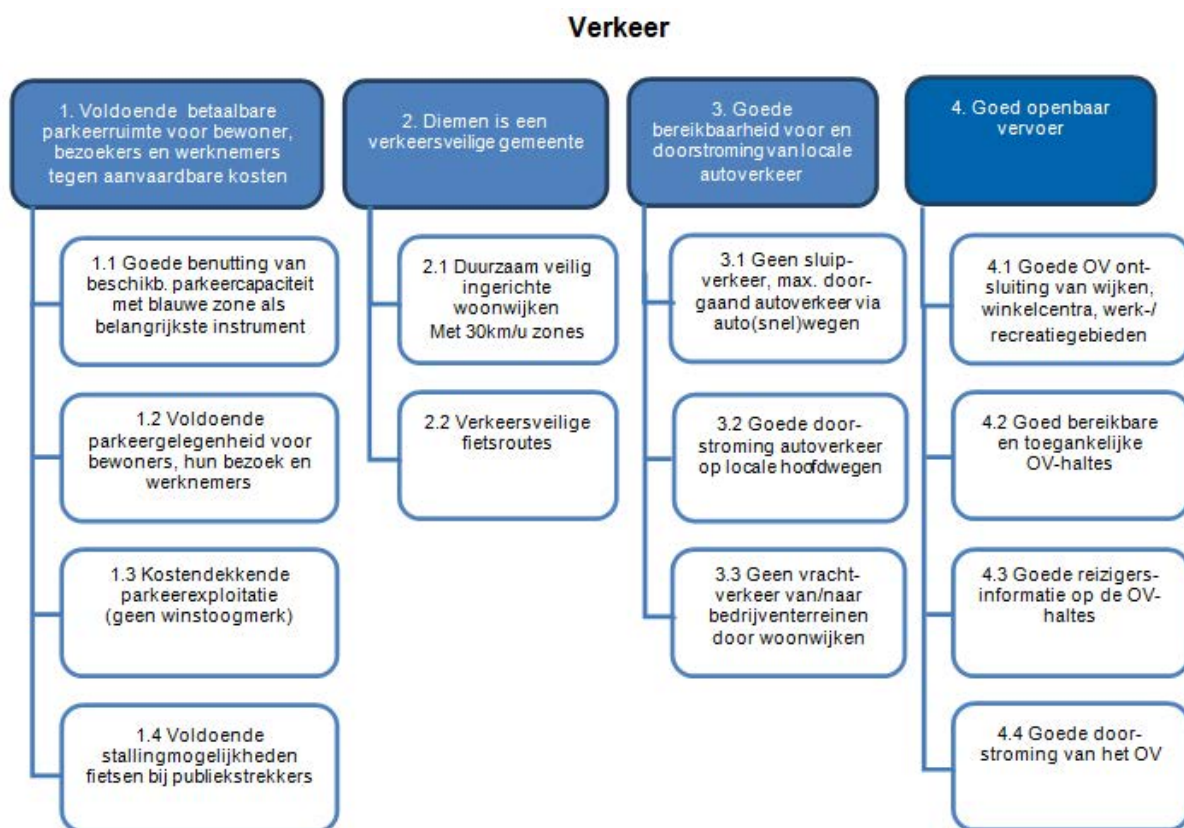 Verkeer
1. Voldoende betaalbare
parkeerruimte voor bewoner,
bezoekers en werknemers
tegen aanvaardbare kosten
1.1 Goede benutting van
beschikb. parkeercapaciteit
met blauwe zone als
belangrijkste instrument
1.2 Voldoende
parkeergelegenheid voor
bewoners, hun bezoek en
werknemers
1.3 Kostendekkende
parkeerexploitatie
(geen winstoogmerk)
1.4 Voldoende
stallingmogelijkheden
fietsen bij publiekstrekkers
2. Diemen is een
verkeersveilige gemeente
2.1 Duurzaam veilig
ingerichte
woonwijken
Met 30km/u zones
2.2 Verkeersveilige
fietsroutes
3. Goede
bereikbaarheid voor en
doorstroming van locale
autoverkeer
3.1 Geen sluip-
verkeer, max. door-
gaand autoverkeer via
auto(snel)wegen
3.2 Goede door-
stroming autoverkeer
op locale hoofdwegen
3.3 Geen vracht-
verkeer van/naar
bedrijventerreinen
door woonwijken
4. Goed openbaar
vervoer
4.1 Goede OV ont-
sluiting van wijken,
winkelcentra, werk-/
recreatiegebieden
4.2 Goed bereikbare
en toegankelijke
OV-haltes
4.3 Goede reizigers-
informatie op de OV-
haltes
4.4 Goede door-
stroming van het OV